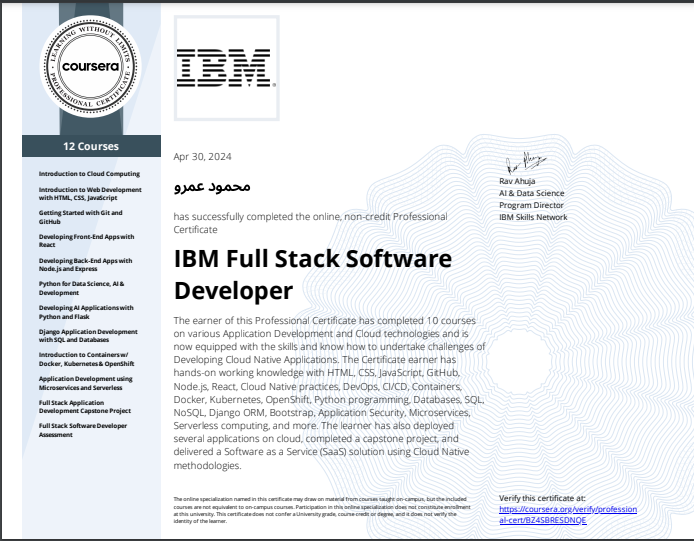 LEARNING WITHOUT LIMITS
coursera
PROFESSIONAL CERTIFICATE
12 Courses
Introduction to Cloud Computing
Introduction to Web Development
with HTML, CSS, JavaScript
Getting Started with Git and
GitHub
Developing Front-End Apps with
React
Developing Back-End Apps with
Node.js and Express
Python for Data Science, AI &
Development
Developing AI Applications with
Python and Flask
Django Application Development
with SQL and Databases
Introduction to Containers w/
Docker, Kubernetes & OpenShift
Application Development using
Microservices and Serverless
Full Stack Application
Development Capstone Project
Full Stack Software Developer
Assessment
IBM
Apr 30, 2024
محمود عمرو
has successfully completed the online, non-credit Professional
Certificate
IBM Full Stack Software
Developer
The earner of this Professional Certificate has completed 10 courses
on various Application Development and Cloud technologies and is
now equipped with the skills and know how to undertake challenges of
Developing Cloud Native Applications. The Certificate earner has
hands-on working knowledge with HTML, CSS, JavaScript, GitHub,
Node.js, React, Cloud Native practices, DevOps, CI/CD, Containers,
Docker, Kubernetes, OpenShift, Python programming, Databases, SQL,
NoSQL, Django ORM, Bootstrap, Application Security, Microservices,
Serverless computing, and more. The learner has also deployed
several applications on cloud, completed a capstone project, and
delivered a Software as a Service (SaaS) solution using Cloud Native
methodologies.
The online specialization named in this certificate may draw on material from courses taught on-campus, but the included
courses are not equivalent to on-campus courses. Participation in this online specialization does not constitute enrollment
at this university. This certificate does not confer a University grade, course credit or degree, and it does not verify the
identity of the learner.
Rav Ahuja
Rav Ahuja
AI & Data Science
Program Director
IBM Skills Network
Verify this certificate at:
https://coursera.org/verify/profession
al-cert/BZ4SBRESDNQE